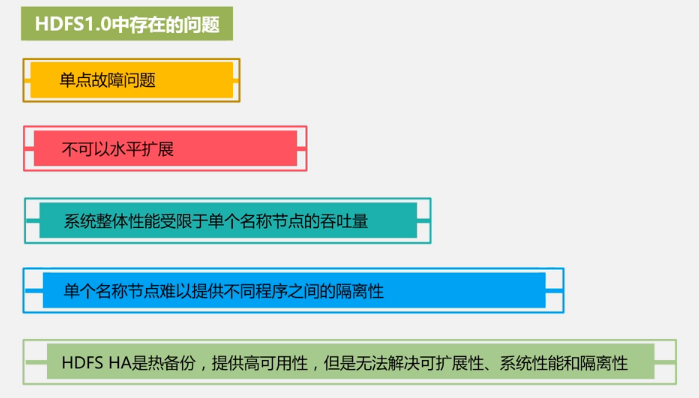 HDFS1.0中存在的问题
单点故障问题
不可以水平扩展
系统整体性能受限于单个名称节点的吞吐量
单个名称节点难以提供不同程序之间的隔离性
HDFS HA是热备份，提供高可用性，但是无法解决可扩展性、系统性能和隔离性